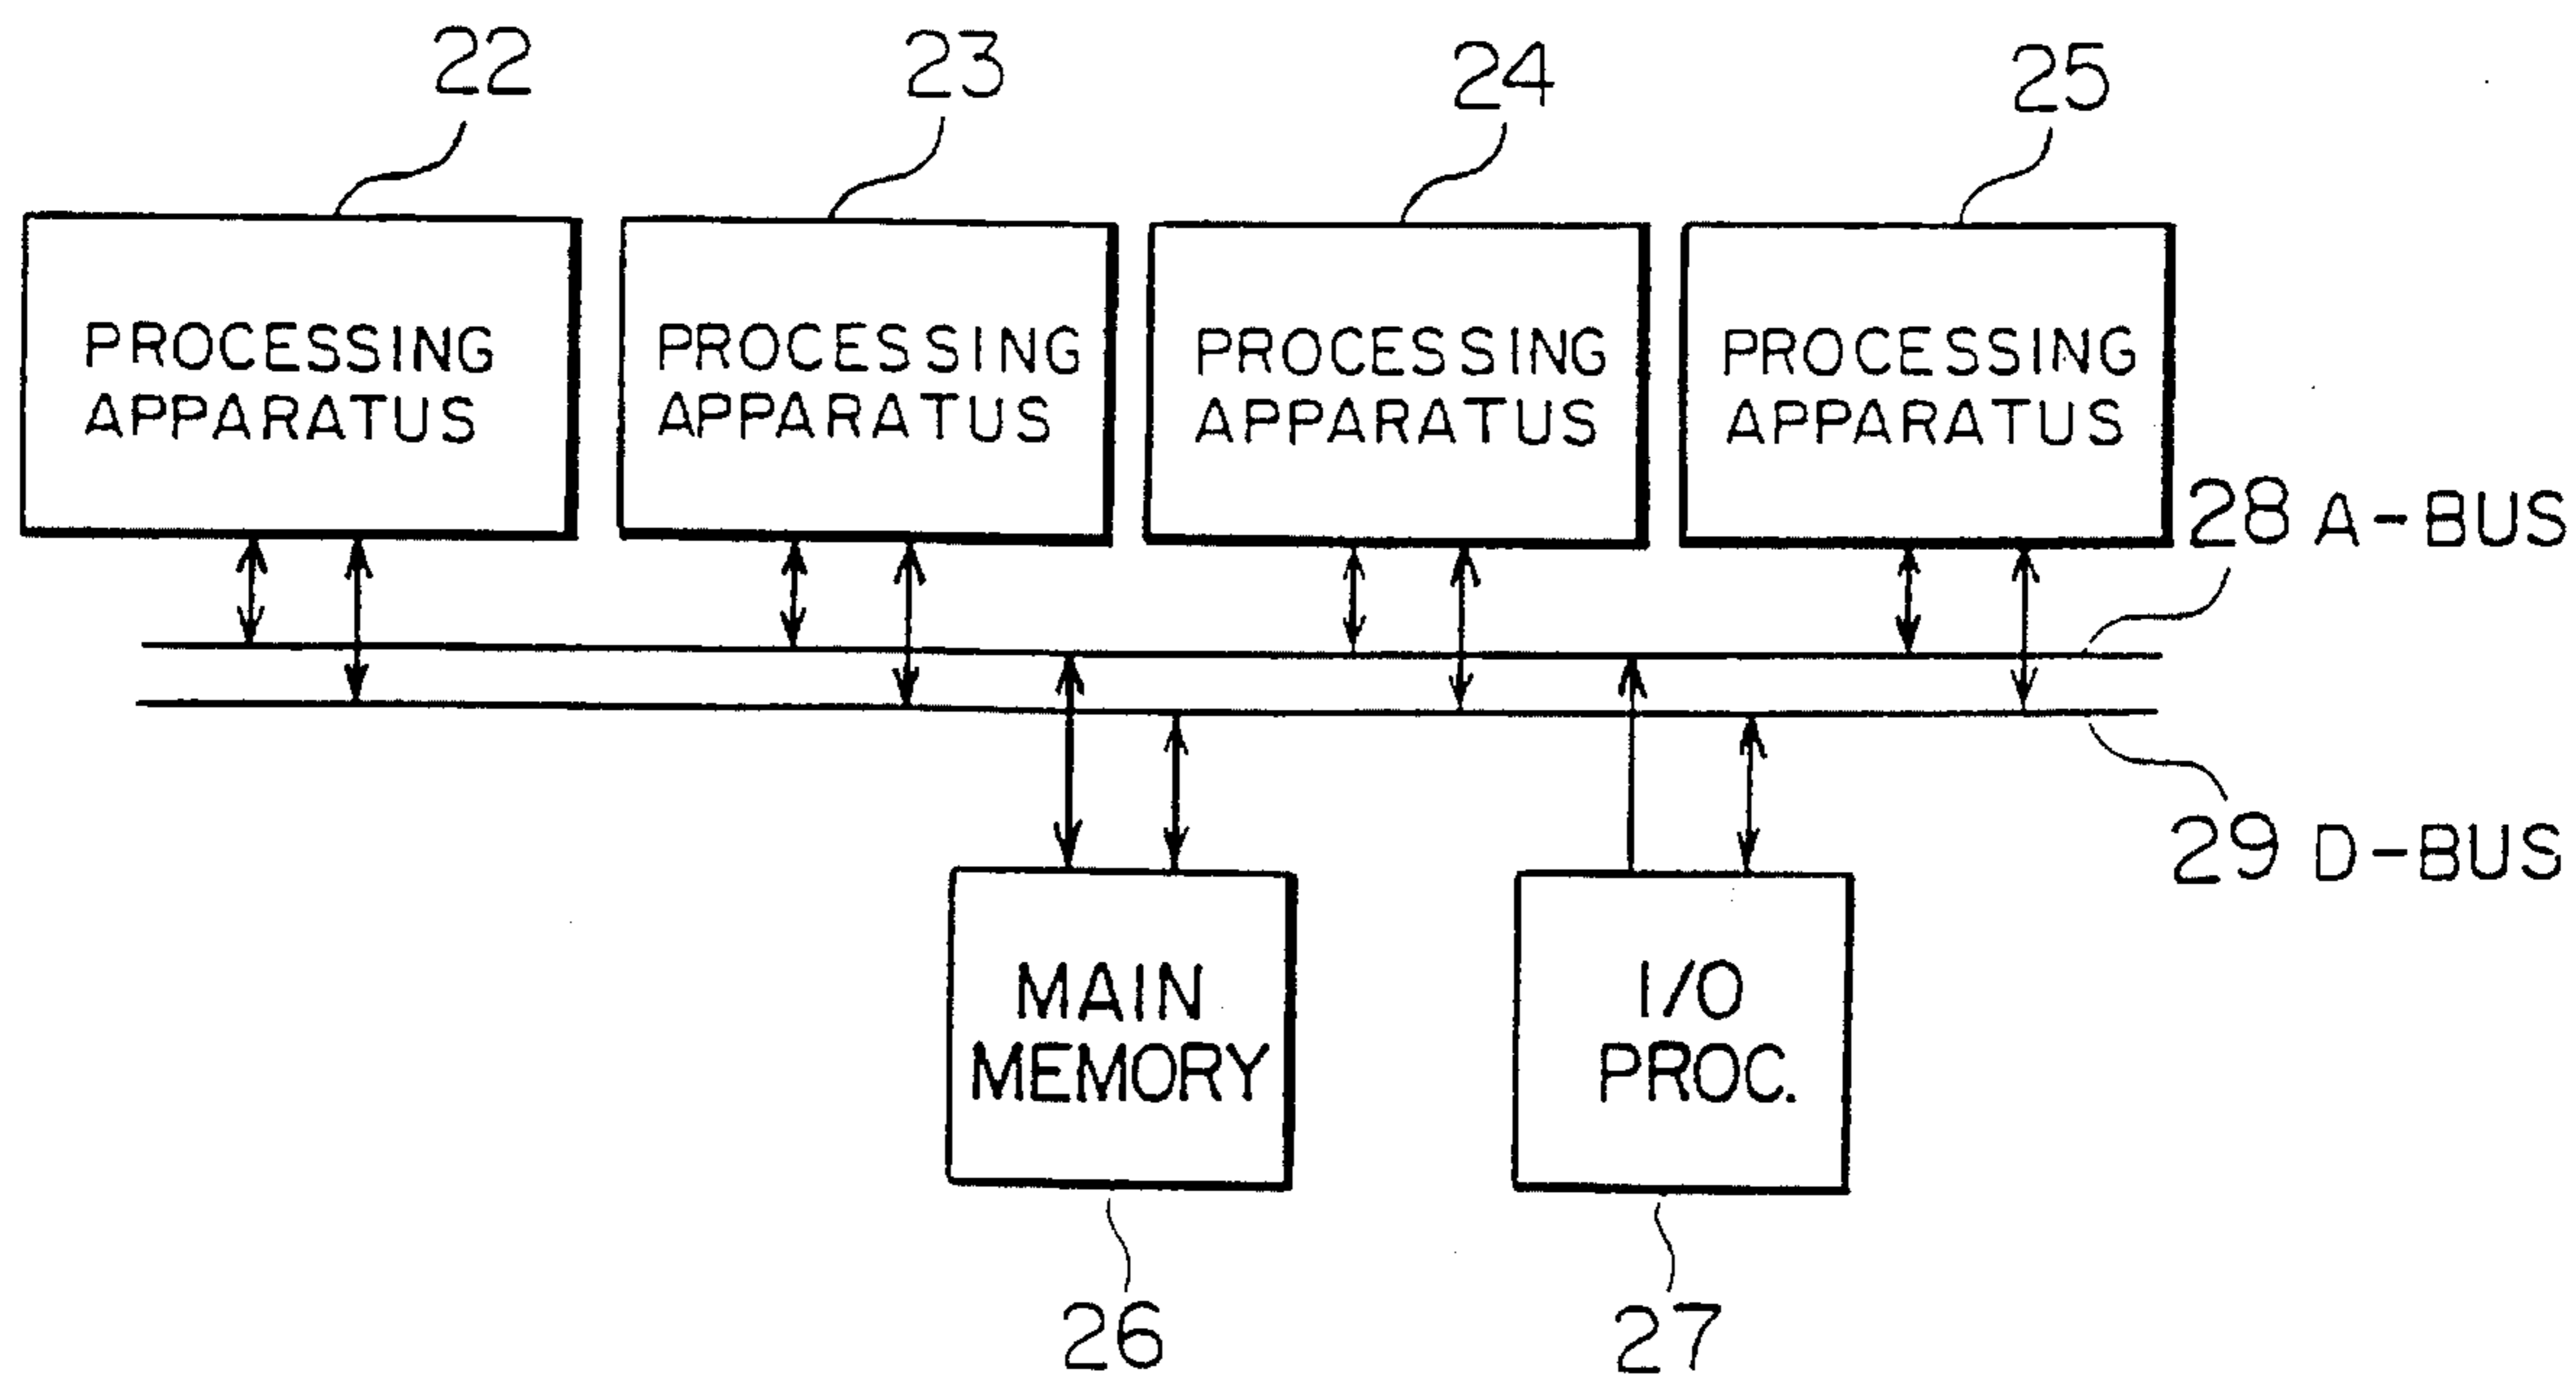 22
23
24
25
PROCESSING
APPARATUS
PROCESSING
APPARATUS
PROCESSING
APPARATUS
PROCESSING
APPARATUS
28 A-BUS
29 D-BUS
MAIN
MEMORY
I/O
PROC.
26
27